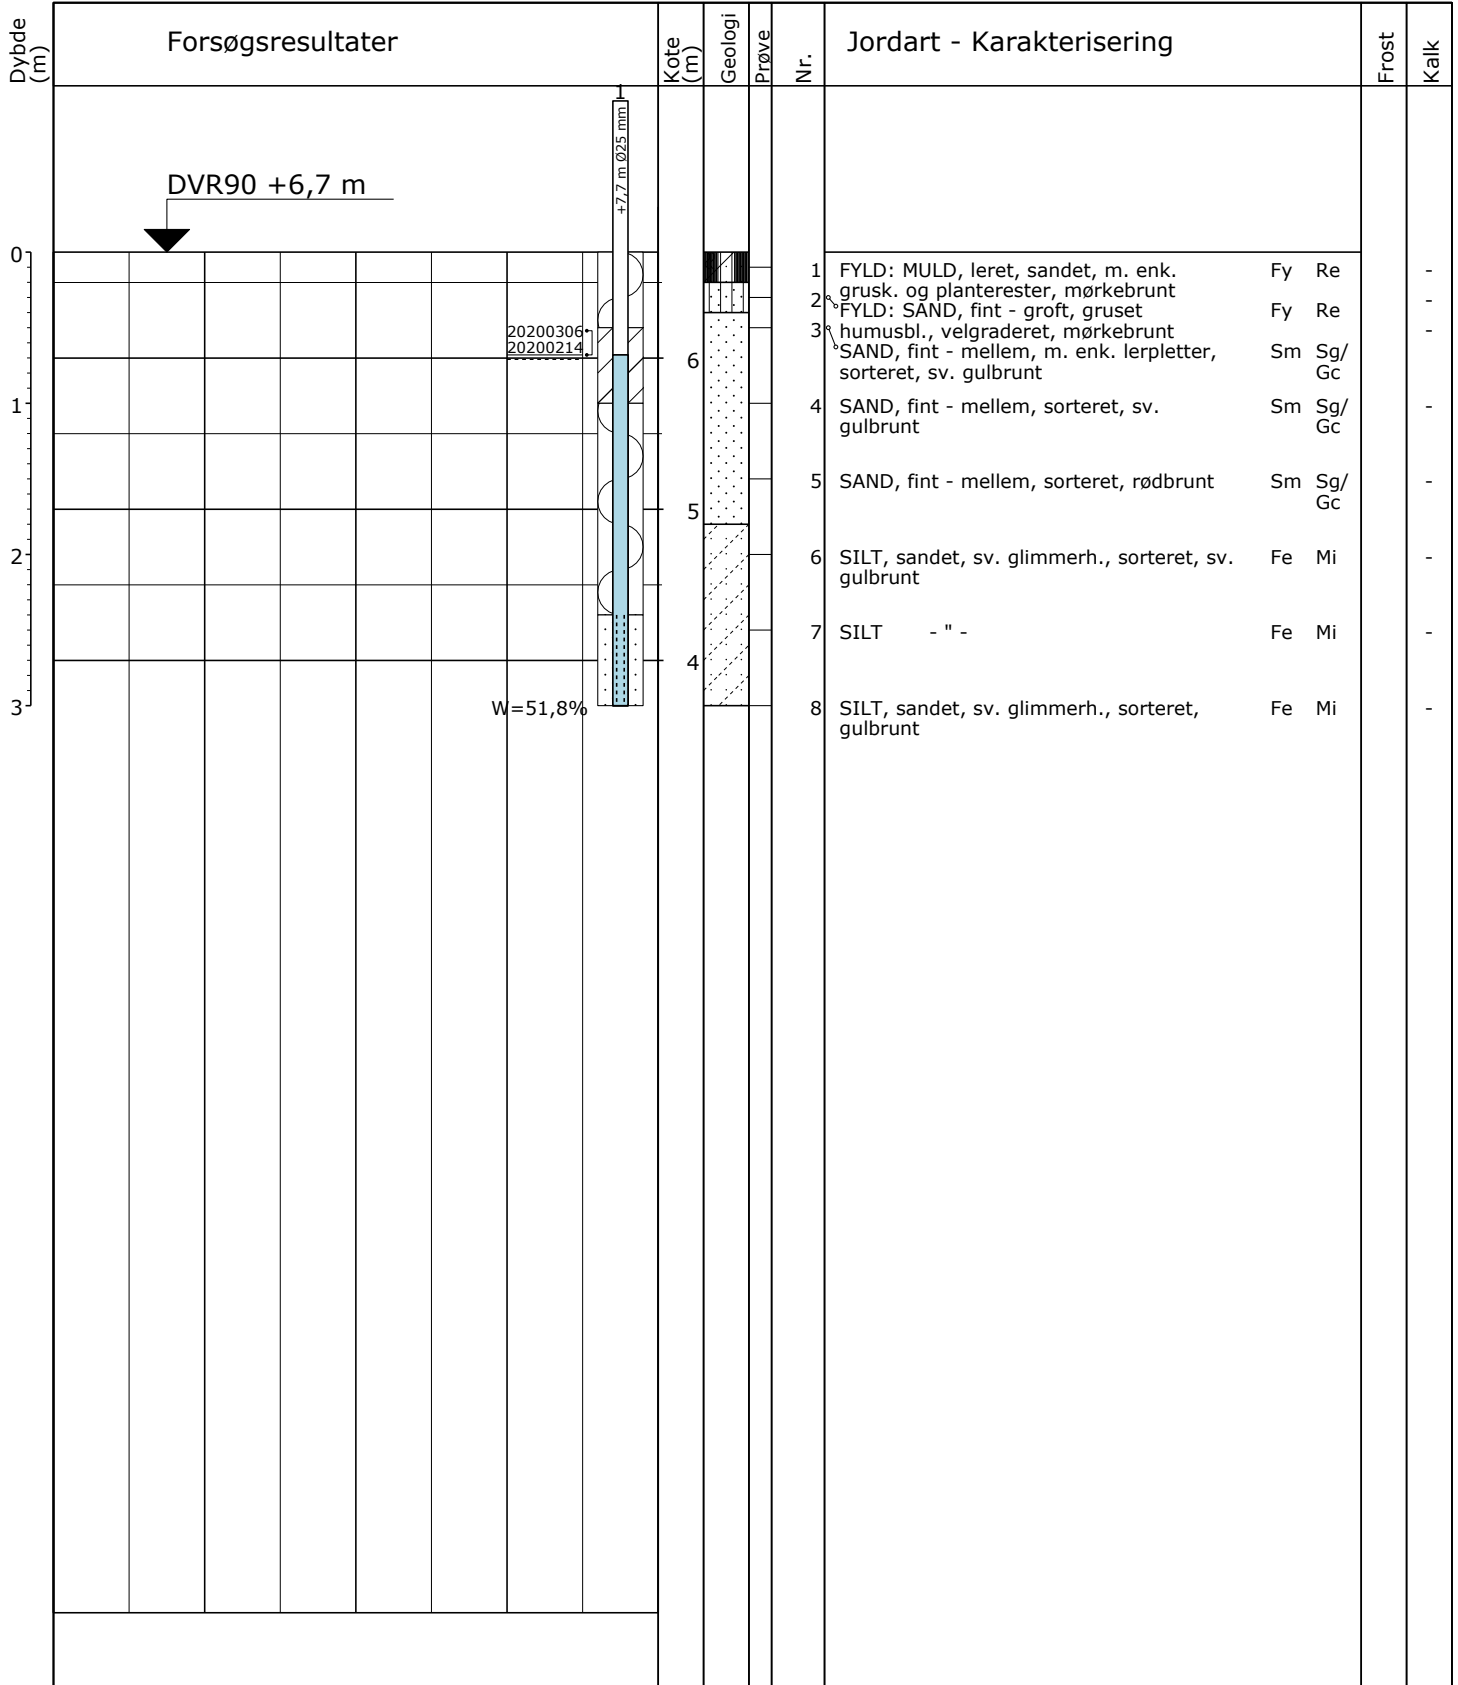 Dybde
(m)
Forsøgsresultater
Kote
(m)
Geologi
Prøve
Nr.
Jordart - Karakterisering
Frost
Kalk
1
+7,7 m Ø25 mm
DVR90 +6,7 m
0
1
2
3
20200306
20200214
W=51,8%
6
5
4
1 FYLD: MULD, leret, sandet, m. enk. Fy Re -
grusk. og planterester, mørkebrunt
2 FYLD: SAND, fint - groft, gruset Fy Re -
humusbl., velgraderet, mørkebrunt
3 SAND, fint - mellem, m. enk. lerpletter, Sm Sg/ -
sorteret, sv. gulbrunt Gc
4 SAND, fint - mellem, sorteret, sv. Sm Sg/ -
gulbrunt Gc
5 SAND, fint - mellem, sorteret, rødbrunt Sm Sg/ -
Gc
6 SILT, sandet, sv. glimmerh., sorteret, sv. Fe Mi -
gulbrunt
7 SILT - " - Fe Mi -
8 SILT, sandet, sv. glimmerh., sorteret, Fe Mi -
gulbrunt